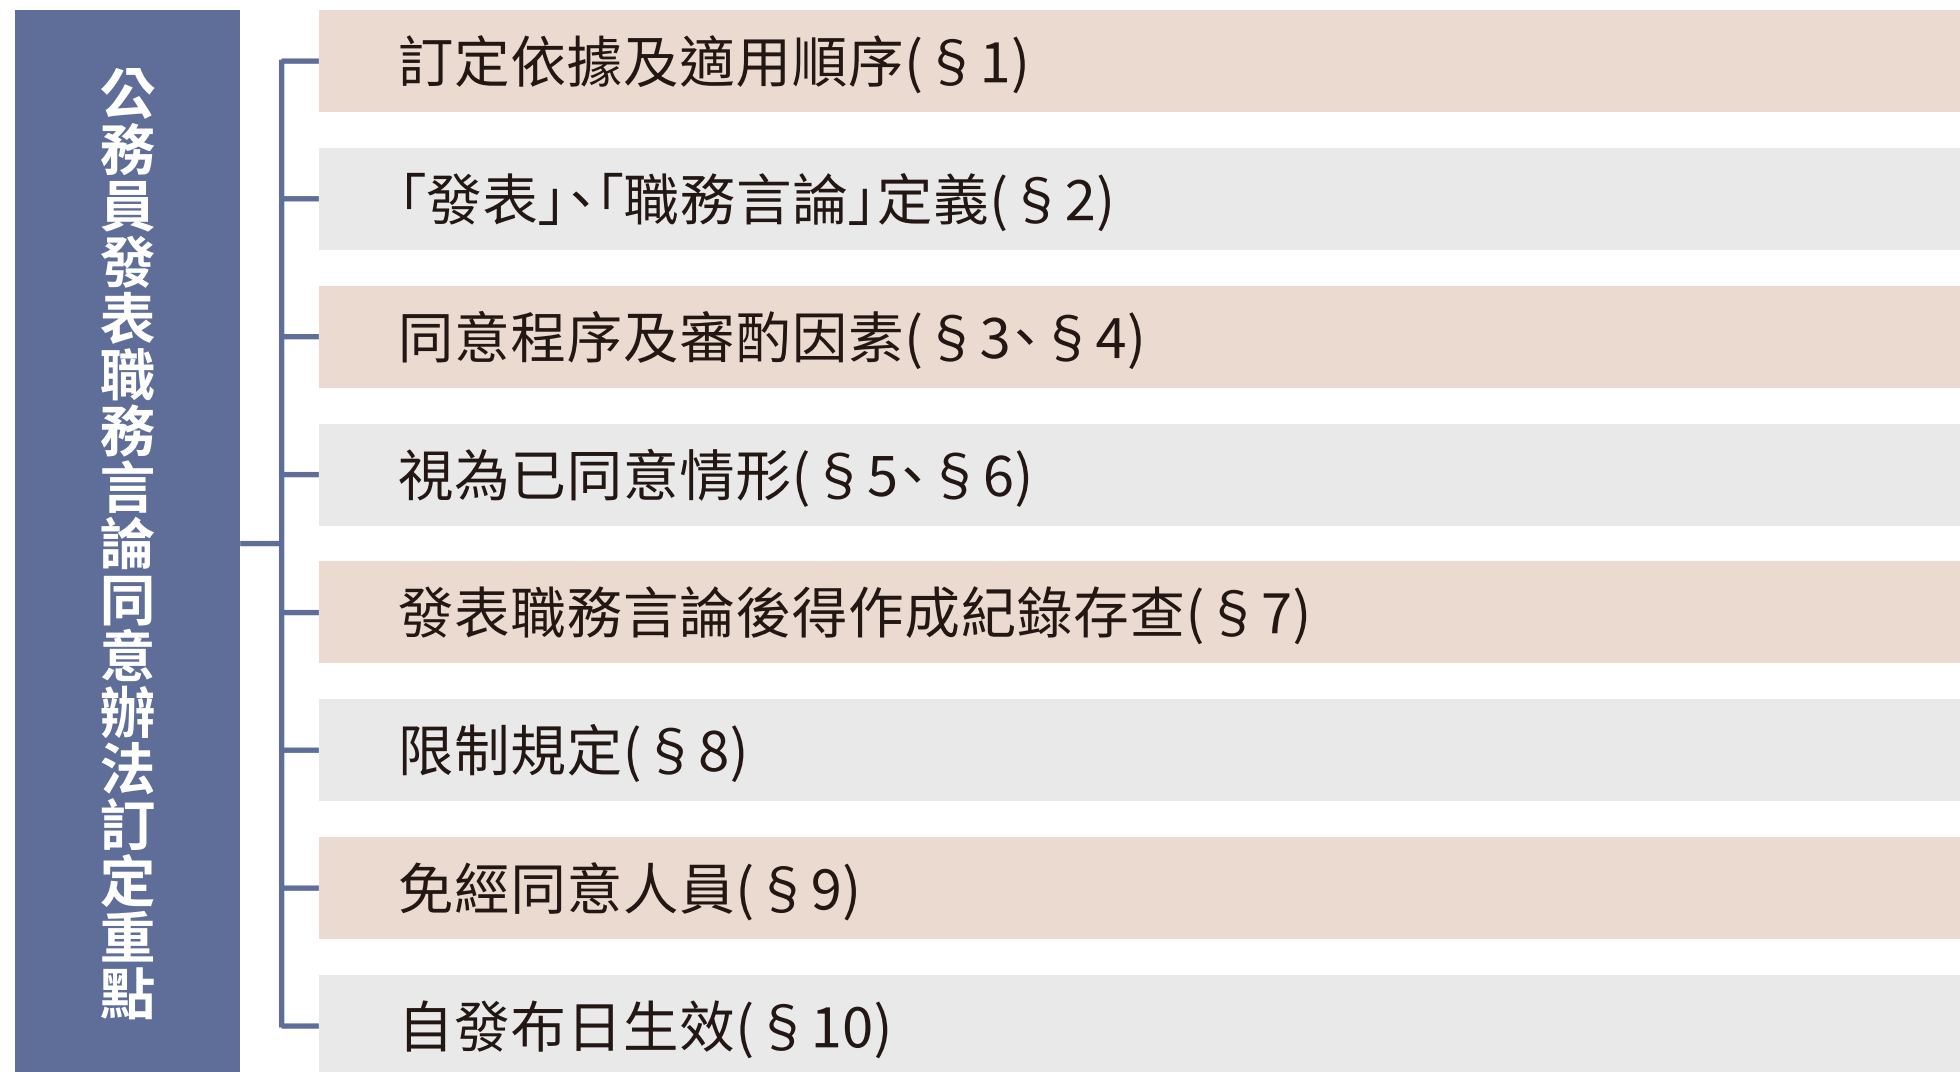 公務員發表職務言論同意辦法訂定重點
訂定依據及適用順序(§1)
「發表」、「職務言論」定義(§2)
同意程序及審酌因素(§3、§4)
視為已同意情形(§5、§6)
發表職務言論後得作成紀錄存查(§7)
限制規定(§8)
免經同意人員(§9)
自發布日生效(§10)